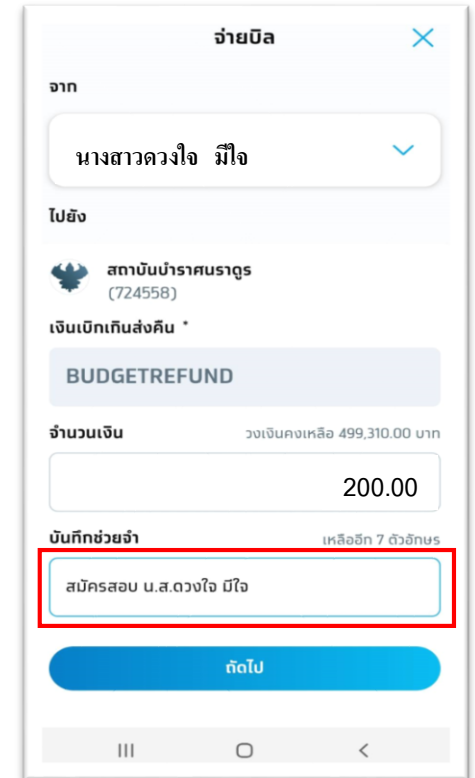 จ่ายบิล
จาก
นางสาวดวงใจ มีใจ
ไปยัง
สถาบันบำราศนราดูร
(724558)
เงินเบิกเกินส่งคืน *
BUDGETREFUND
จำนวนเงิน วงเงินคงเหลือ 499,310.00 บาท
200.00
บันทึกช่วยจำ เหลืออีก 7 ตัวอักษร
สมัครสอบ น.ส.ดวงใจ มีใจ
ถัดไป